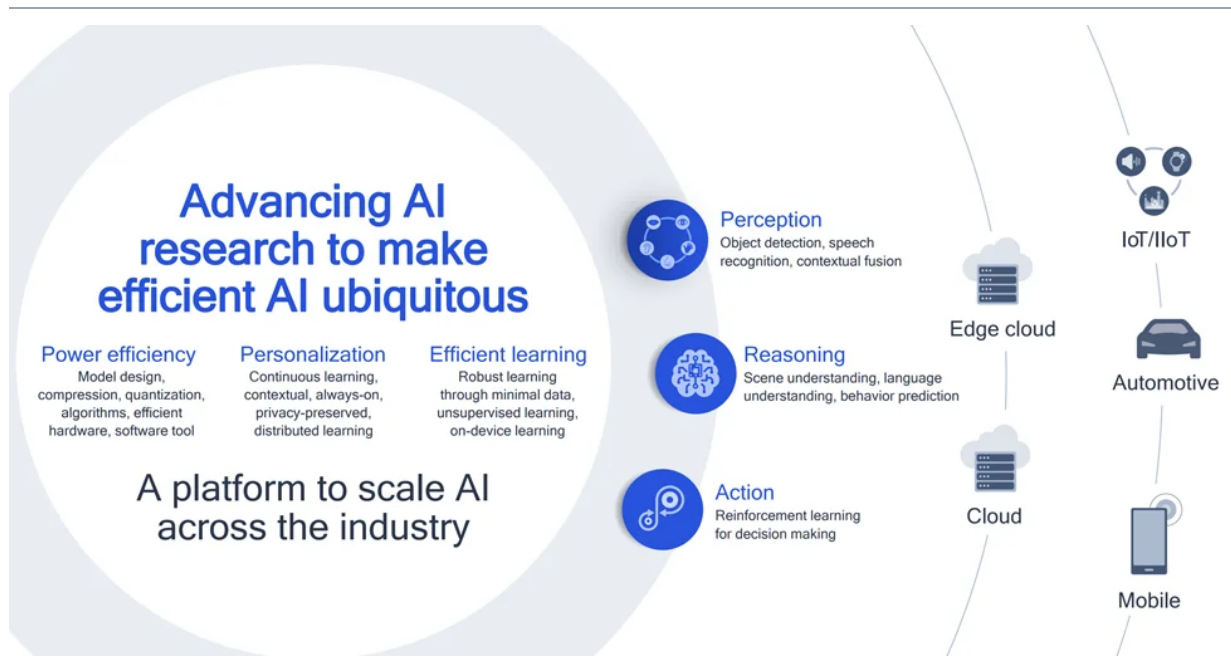 Advancing AI
research to make
efficient AI ubiquitous
Power efficiency
Model design,
compression, quantization,
algorithms, efficient
hardware, software tool
Personalization
Continuous learning,
contextual, always-on,
privacy-preserved,
distributed learning
Efficient learning
Robust learning
through minimal data,
unsupervised learning,
on-device learning
A platform to scale AI
across the industry
Perception
Object detection, speech
recognition, contextual fusion
Reasoning
Scene understanding, language
understanding, behavior prediction
Action
Reinforcement learning
for decision making
Edge cloud
Cloud
IoT/IIoT
Automotive
Mobile